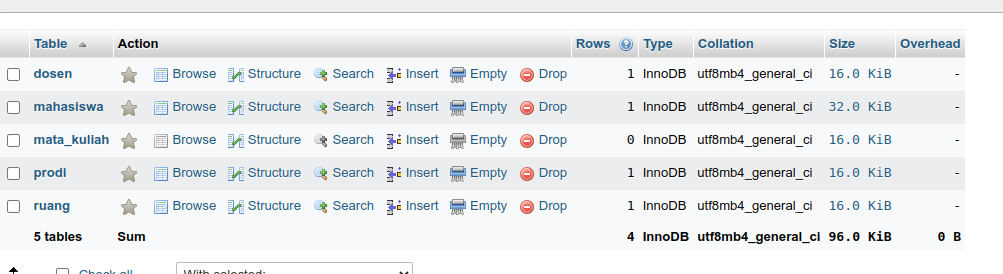 Table Action Rows Type Collation Size Overhead
dosen Browse Structure Search Insert Empty Drop 1 InnoDB utf8mb4_general_ci 16.0 KiB -
mahasiswa Browse Structure Search Insert Empty Drop 1 InnoDB utf8mb4_general_ci 32.0 KiB -
mata_kuliah Browse Structure Search Insert Empty Drop 0 InnoDB utf8mb4_general_ci 16.0 KiB -
prodi Browse Structure Search Insert Empty Drop 1 InnoDB utf8mb4_general_ci 16.0 KiB -
ruang Browse Structure Search Insert Empty Drop 1 InnoDB utf8mb4_general_ci 16.0 KiB -
5 tables Sum 4 InnoDB utf8mb4_general_ci 96.0 KiB 0 B
Check all With selected: